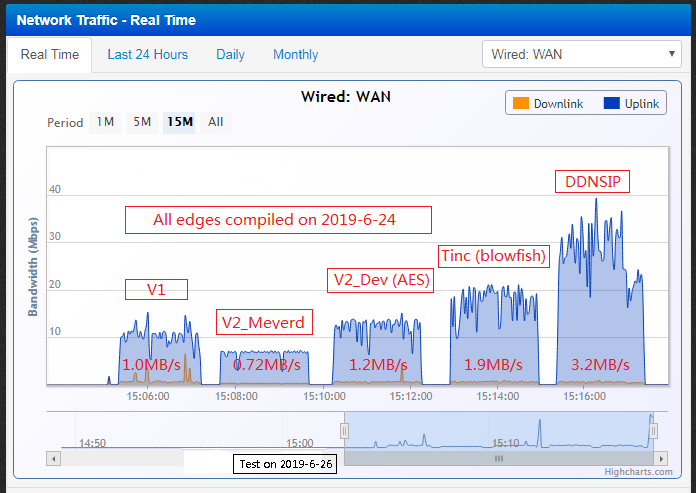 Network Traffic - Real Time
Real Time
Last 24 Hours
Daily
Monthly
Wired: WAN
Wired: WAN
Downlink
Uplink
Period
1M
5M
15M
All
Bandwidth (Mbps)
40
30
20
10
DDNSIP
All edges compiled on 2019-6-24
Tinc (blowfish)
V1
V2_Dev (AES)
V2_Meyerd
1.0MB/s
0.72MB/s
1.2MB/s
1.9MB/s
3.2MB/s
15:06:00
15:08:00
15:10:00
15:12:00
15:14:00
15:16:00
14:50
15:00
15:10
Test on 2019-6-26
Highcharts.com